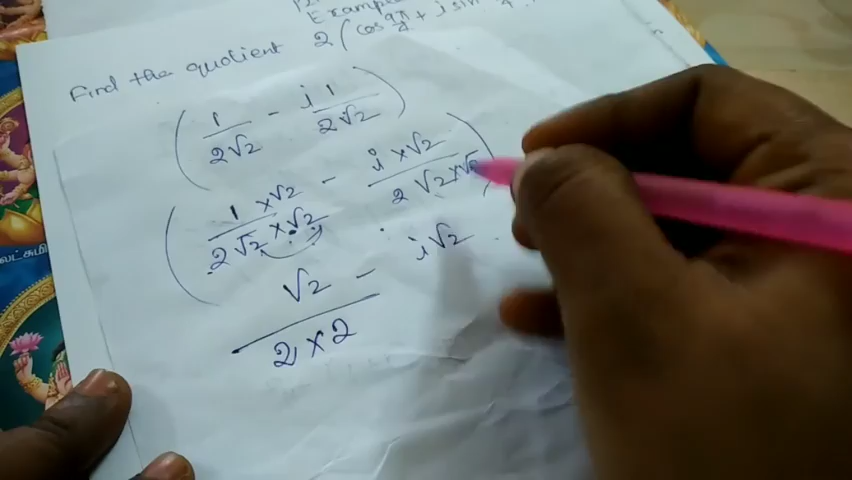 Example
2 (cos 9π/4 + i sin
Find the quotient
(1/2√2 - i 1/2√2)
(1 ×√2 / 2√2 ×√2 - i ×√2 / 2√2 ×√2)
√2 - i√2
2×2
லட்சுமி